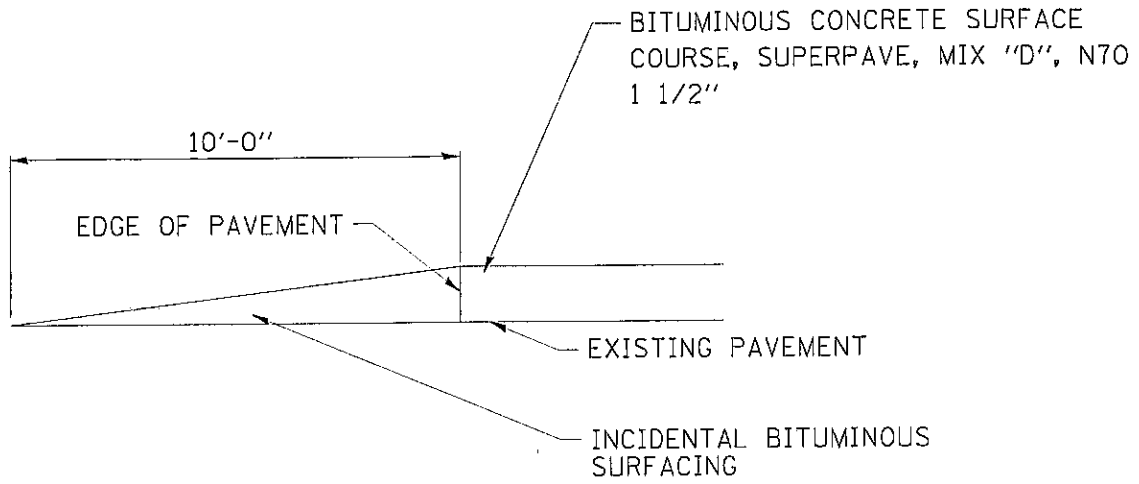 BITUMINOUS CONCRETE SURFACE
COURSE, SUPERPAVE, MIX "D", N70
1 1/2"
10'-0"
EDGE OF PAVEMENT
EXISTING PAVEMENT
INCIDENTAL BITUMINOUS
SURFACING